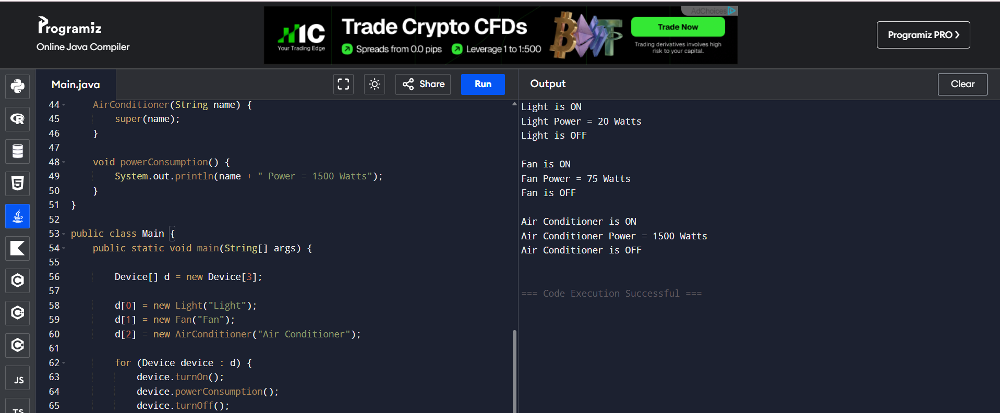 Programiz
Online Java Compiler
HIC
Your Trading Edge
Trade Crypto CFDs
Spreads from 0.0 pips
Leverage 1 to 1:500
AdChoices
Trade Now
Trading derivatives involves high
risk to your capital.
Programiz PRO
Main.java
Share
Run
Output
Clear
44 AirConditioner(String name) {
45 super(name);
46 }
47
48 void powerConsumption() {
49 System.out.println(name + " Power = 1500 Watts");
50 }
51 }
52
53 public class Main {
54 public static void main(String[] args) {
55
56 Device[] d = new Device[3];
57
58 d[0] = new Light("Light");
59 d[1] = new Fan("Fan");
60 d[2] = new AirConditioner("Air Conditioner");
61
62 for (Device device : d) {
63 device.turnOn();
64 device.powerConsumption();
65 device.turnOff();
Light is ON
Light Power = 20 Watts
Light is OFF
Fan is ON
Fan Power = 75 Watts
Fan is OFF
Air Conditioner is ON
Air Conditioner Power = 1500 Watts
Air Conditioner is OFF
=== Code Execution Successful ===
R
5
C
C
C
JS
TS